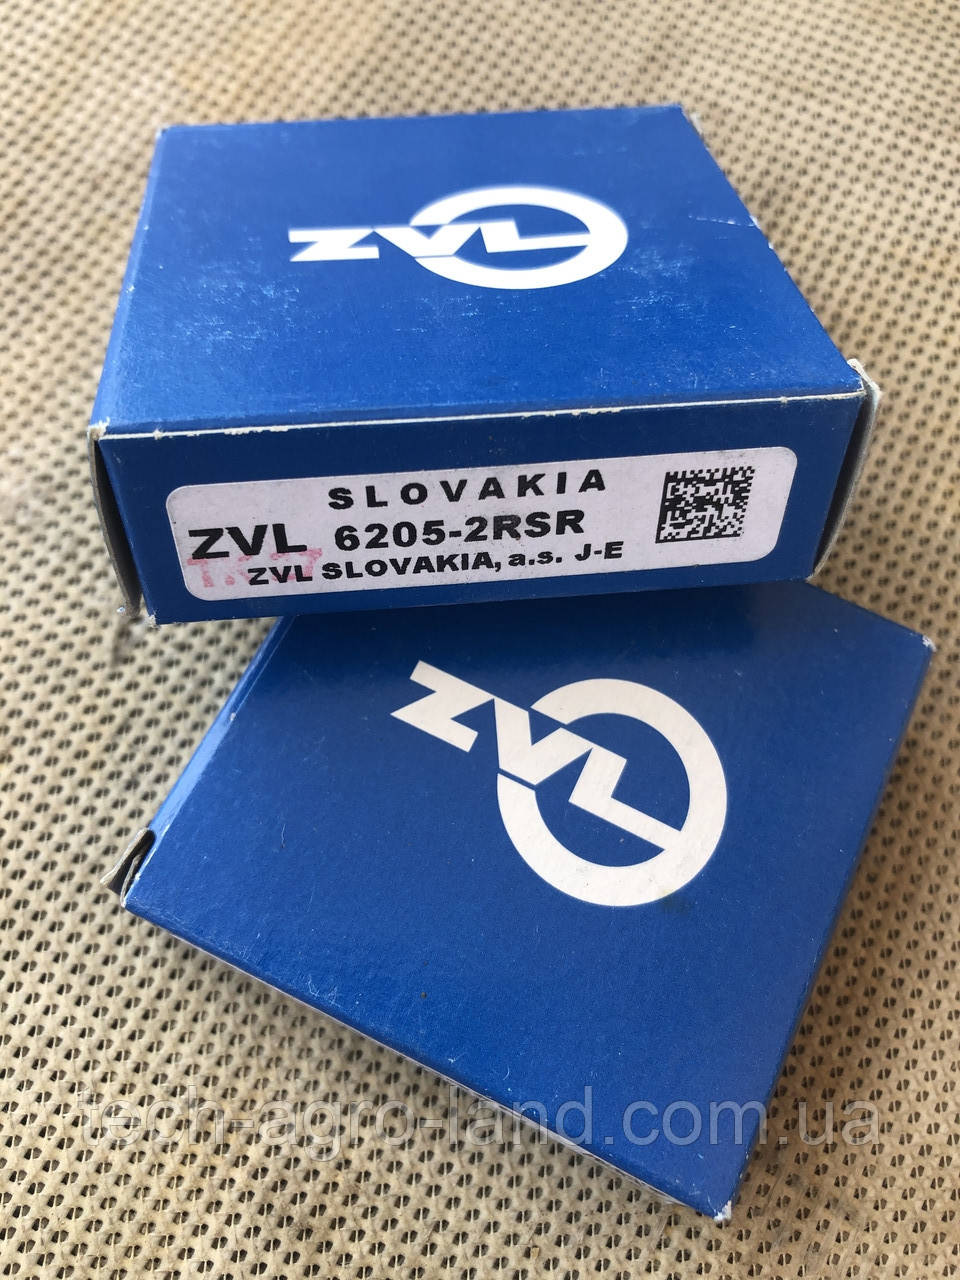 ZVL
SLOVAKIA
ZVL 6205-2RSR
ZVL SLOVAKIA, a.s. J-E
ZVL
tech-agro-land.com.ua